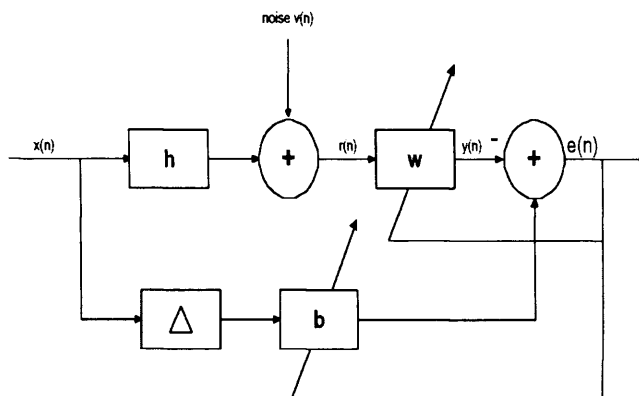 noise v(n)
x(n)
h
+
r(n)
w
y(n)
-
+
e(n)
Δ
b